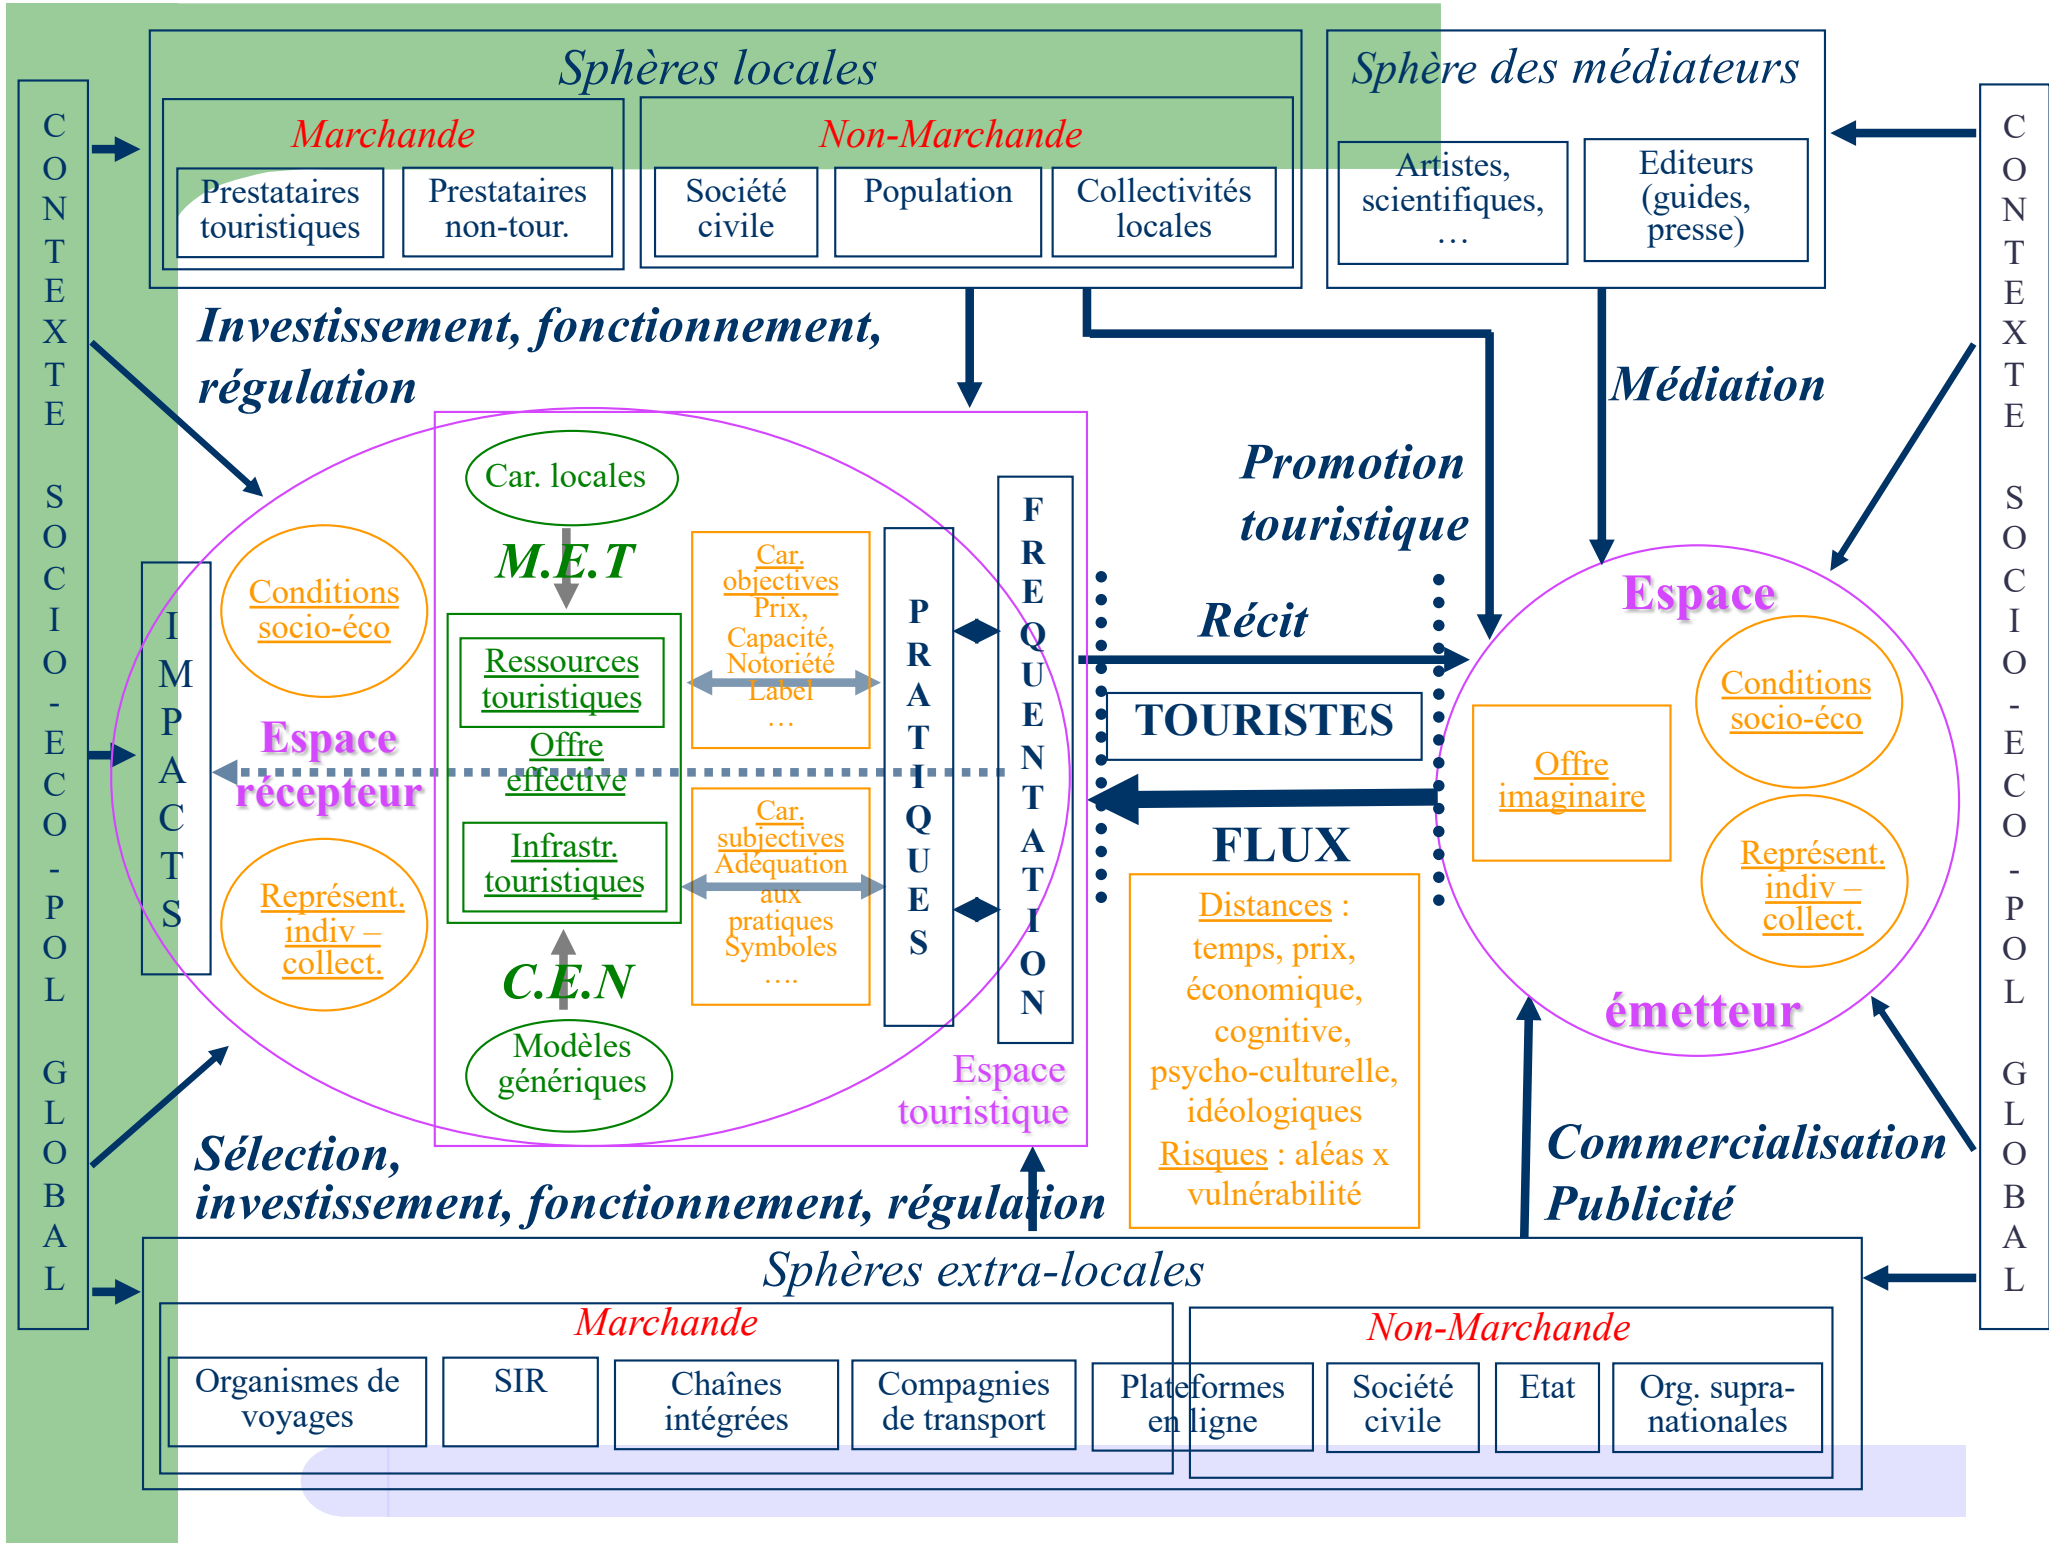 Sphères locales
Marchande
Prestataires
touristiques
Prestataires
non-tour.
Non-Marchande
Société
civile
Population
Collectivités
locales
Sphère des médiateurs
Artistes,
scientifiques,
…
Editeurs
(guides,
presse)
CONTEXTE SOCIO-ECO-POL GLOBAL
Investissement, fonctionnement,
régulation
Médiation
Promotion
touristique
IMPACTS
Conditions
socio-éco
Espace
récepteur
Représent.
indiv –
collect.
Car. locales
M.E.T
Ressources
touristiques
Offre
effective
Infrastr.
touristiques
C.E.N
Modèles
génériques
Car.
objectives
Prix,
Capacité,
Notoriété
Label
…
Car.
subjectives
Adéquation
aux
pratiques
Symboles
….
PRATIQUES
FREQUENTATION
Espace
touristique
Récit
TOURISTES
FLUX
Distances :
temps, prix,
économique,
cognitive,
psycho-culturelle,
idéologiques
Risques : aléas x
vulnérabilité
Espace
Conditions
socio-éco
Offre
imaginaire
Représent.
indiv –
collect.
émetteur
CONTEXTE SOCIO-ECO-POL GLOBAL
Sélection,
investissement, fonctionnement, régulation
Commercialisation
Publicité
Sphères extra-locales
Marchande
Organismes de
voyages
SIR
Chaînes
intégrées
Compagnies
de transport
Plateformes
en ligne
Non-Marchande
Société
civile
Etat
Org. supra-
nationales